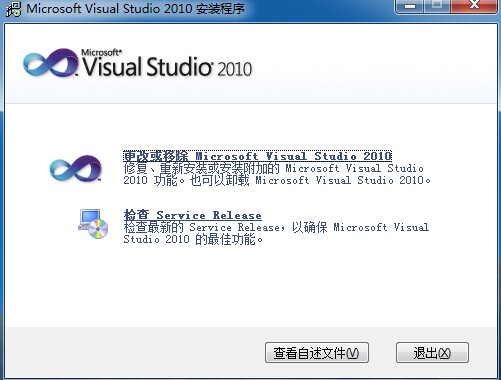 Microsoft Visual Studio 2010 安装程序
Microsoft®
Visual Studio® 2010
更改或移除 Microsoft Visual Studio 2010
修复、重新安装或安装附加的 Microsoft Visual Studio
2010 功能。也可以卸载 Microsoft Visual Studio 2010。
检查 Service Release
检查最新的 Service Release，以确保 Microsoft Visual
Studio 2010 的最佳功能。
查看自述文件(V)
退出(X)